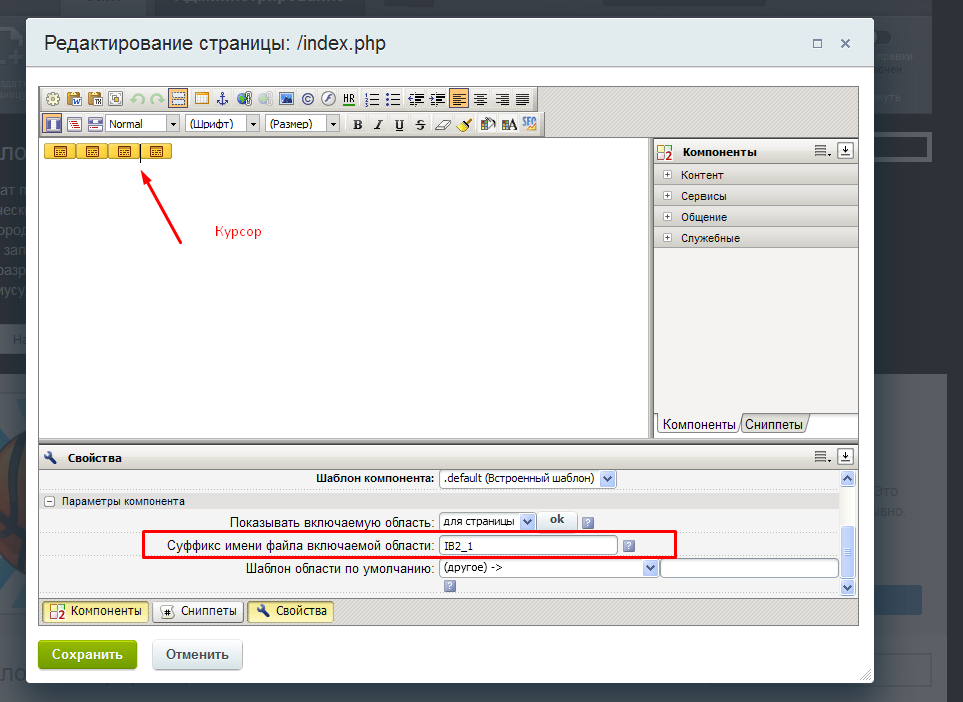 Редактирование страницы: /index.php
HR
Normal
(Шрифт)
(Размер)
B I U S
A
SEO
Курсор
Компоненты
Контент
Сервисы
Общение
Служебные
Компоненты
Сниппеты
Свойства
Шаблон компонента: .default (Встроенный шаблон)
Параметры компонента
Показывать включаемую область: для страницы ok ?
Суффикс имени файла включаемой области: IB2_1 ?
Шаблон области по умолчанию: (другое) ->
?
Компоненты Сниппеты Свойства
Сохранить Отменить